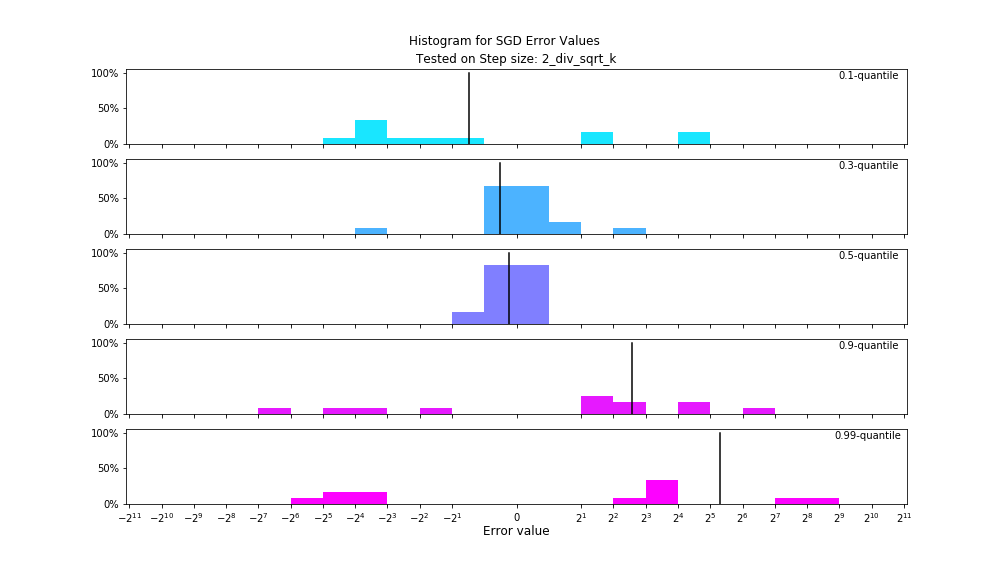 Histogram for SGD Error Values
Tested on Step size: 2_div_sqrt_k
100%
0.1-quantile
50%
0%
100%
0.3-quantile
50%
0%
100%
0.5-quantile
50%
0%
100%
0.9-quantile
50%
0%
100%
0.99-quantile
50%
0%
−2¹¹ −2¹⁰ −2⁹ −2⁸ −2⁷ −2⁶ −2⁵ −2⁴ −2³ −2² −2¹ 0 2¹ 2² 2³ 2⁴ 2⁵ 2⁶ 2⁷ 2⁸ 2⁹ 2¹⁰ 2¹¹
Error value